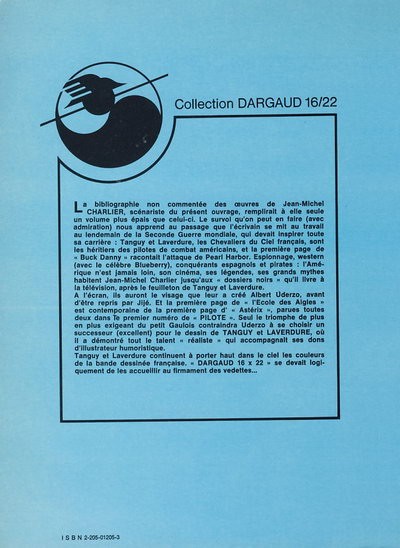 Collection DARGAUD 16/22
La bibliographie non commentée des œuvres de Jean-Michel
CHARLIER, scénariste du présent ouvrage, remplirait à elle seule
un volume plus épais que celui-ci. Le survol qu'on peut en faire (avec
admiration) nous apprend au passage que l'écrivain se mit au travail
au lendemain de la Seconde Guerre mondiale, qui devait inspirer toute
sa carrière : Tanguy et Laverdure, les Chevaliers du Ciel français, sont
les héritiers des pilotes de combat américains, et la première page de
« Buck Danny » racontait l'attaque de Pearl Harbor. Espionnage, western
(avec le célèbre Blueberry), conquérants espagnols et pirates : l'Amé-
rique n'est jamais loin, son cinéma, ses légendes, ses grands mythes
habitent Jean-Michel Charlier jusqu'aux « dossiers noirs » qu'il livre à
la télévision, après le feuilleton de Tanguy et Laverdure.
A l'écran, ils auront le visage que leur a créé Albert Uderzo, avant
d'être repris par Jijé. Et la première page de « l'Ecole des Aigles »
est contemporaine de la première page d' « Astérix », parues toutes
deux dans le premier numéro de « PILOTE ». Seul le triomphe de plus
en plus exigeant du petit Gaulois contraindra Uderzo à se choisir un
successeur (excellent) pour le dessin de TANGUY et LAVERDURE, où
il a démontré tout le talent « réaliste » qui accompagnait ses dons
d'illustrateur humoristique.
Tanguy et Laverdure continuent à porter haut dans le ciel les couleurs
de la bande dessinée française. « DARGAUD 16 x 22 » se devait logi-
quement de les accueillir au firmament des vedettes...
ISBN 2-205-01205-3